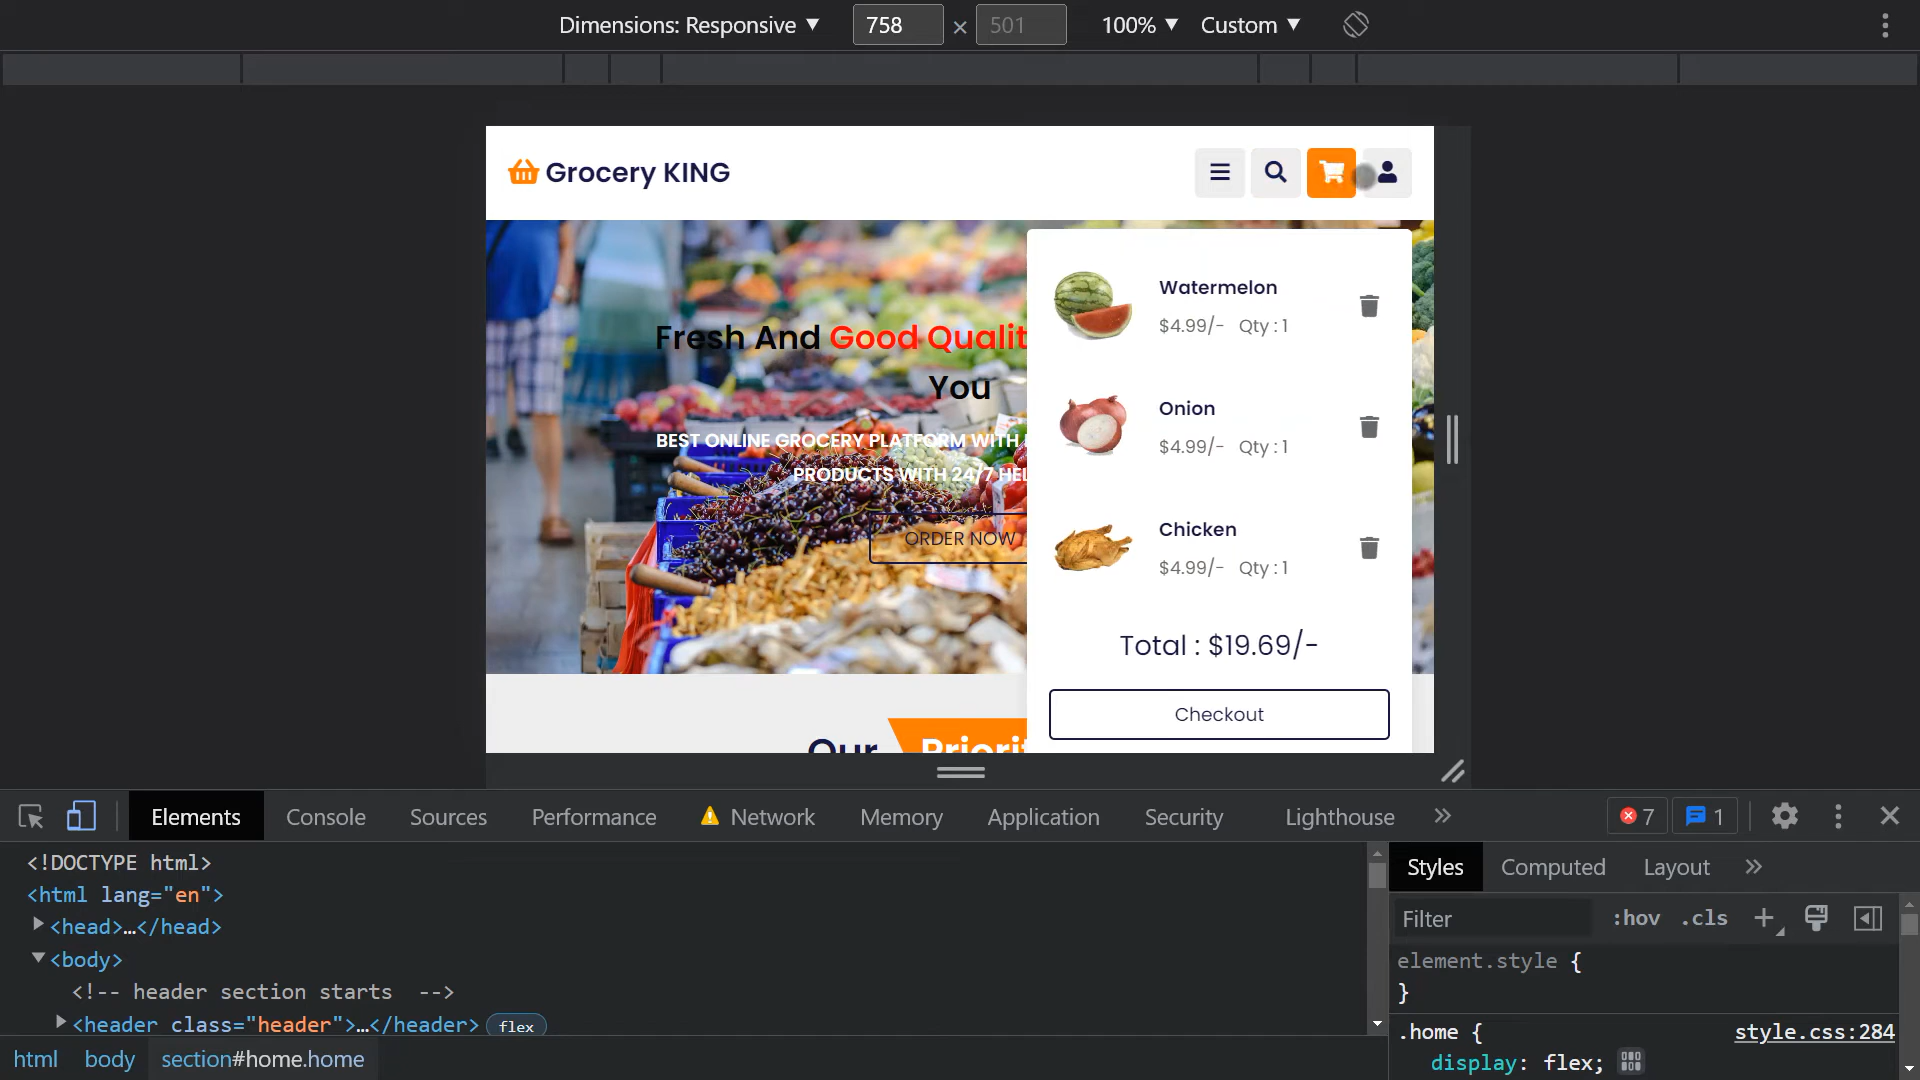 Dimensions: Responsive ▼ 758 × 501 100% ▼ Custom ▼
Grocery KING
Fresh And Good Qualit
You
BEST ONLINE GROCERY PLATFORM WITH
PRODUCTS WITH 24/7 HEL
ORDER NOW
Watermelon
$4.99/- Qty : 1
Onion
$4.99/- Qty : 1
Chicken
$4.99/- Qty : 1
Total : $19.69/-
Checkout
Our Priorit
Elements Console Sources Performance Network Memory Application Security Lighthouse » 7 1
<!DOCTYPE html>
<html lang="en">
<head>…</head>
<body>
<!-- header section starts  -->
<header class="header">…</header> flex
html body section#home.home
Styles Computed Layout »
Filter :hov .cls +
element.style {
}
.home { style.css:284
display: flex;